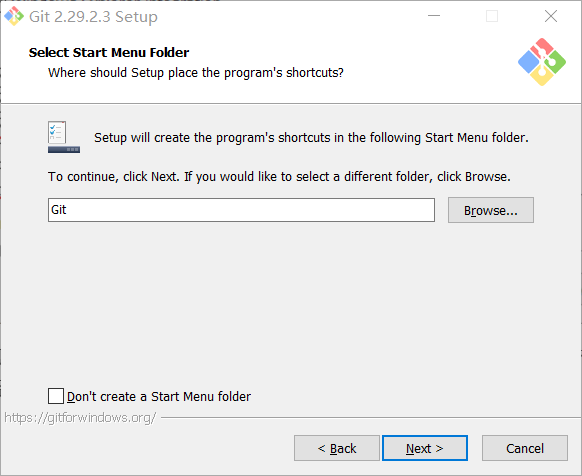 Git 2.29.2.3 Setup
Select Start Menu Folder
Where should Setup place the program's shortcuts?
Setup will create the program's shortcuts in the following Start Menu folder.
To continue, click Next. If you would like to select a different folder, click Browse.
Git
Browse...
Don't create a Start Menu folder
https://gitforwindows.org/
< Back
Next >
Cancel